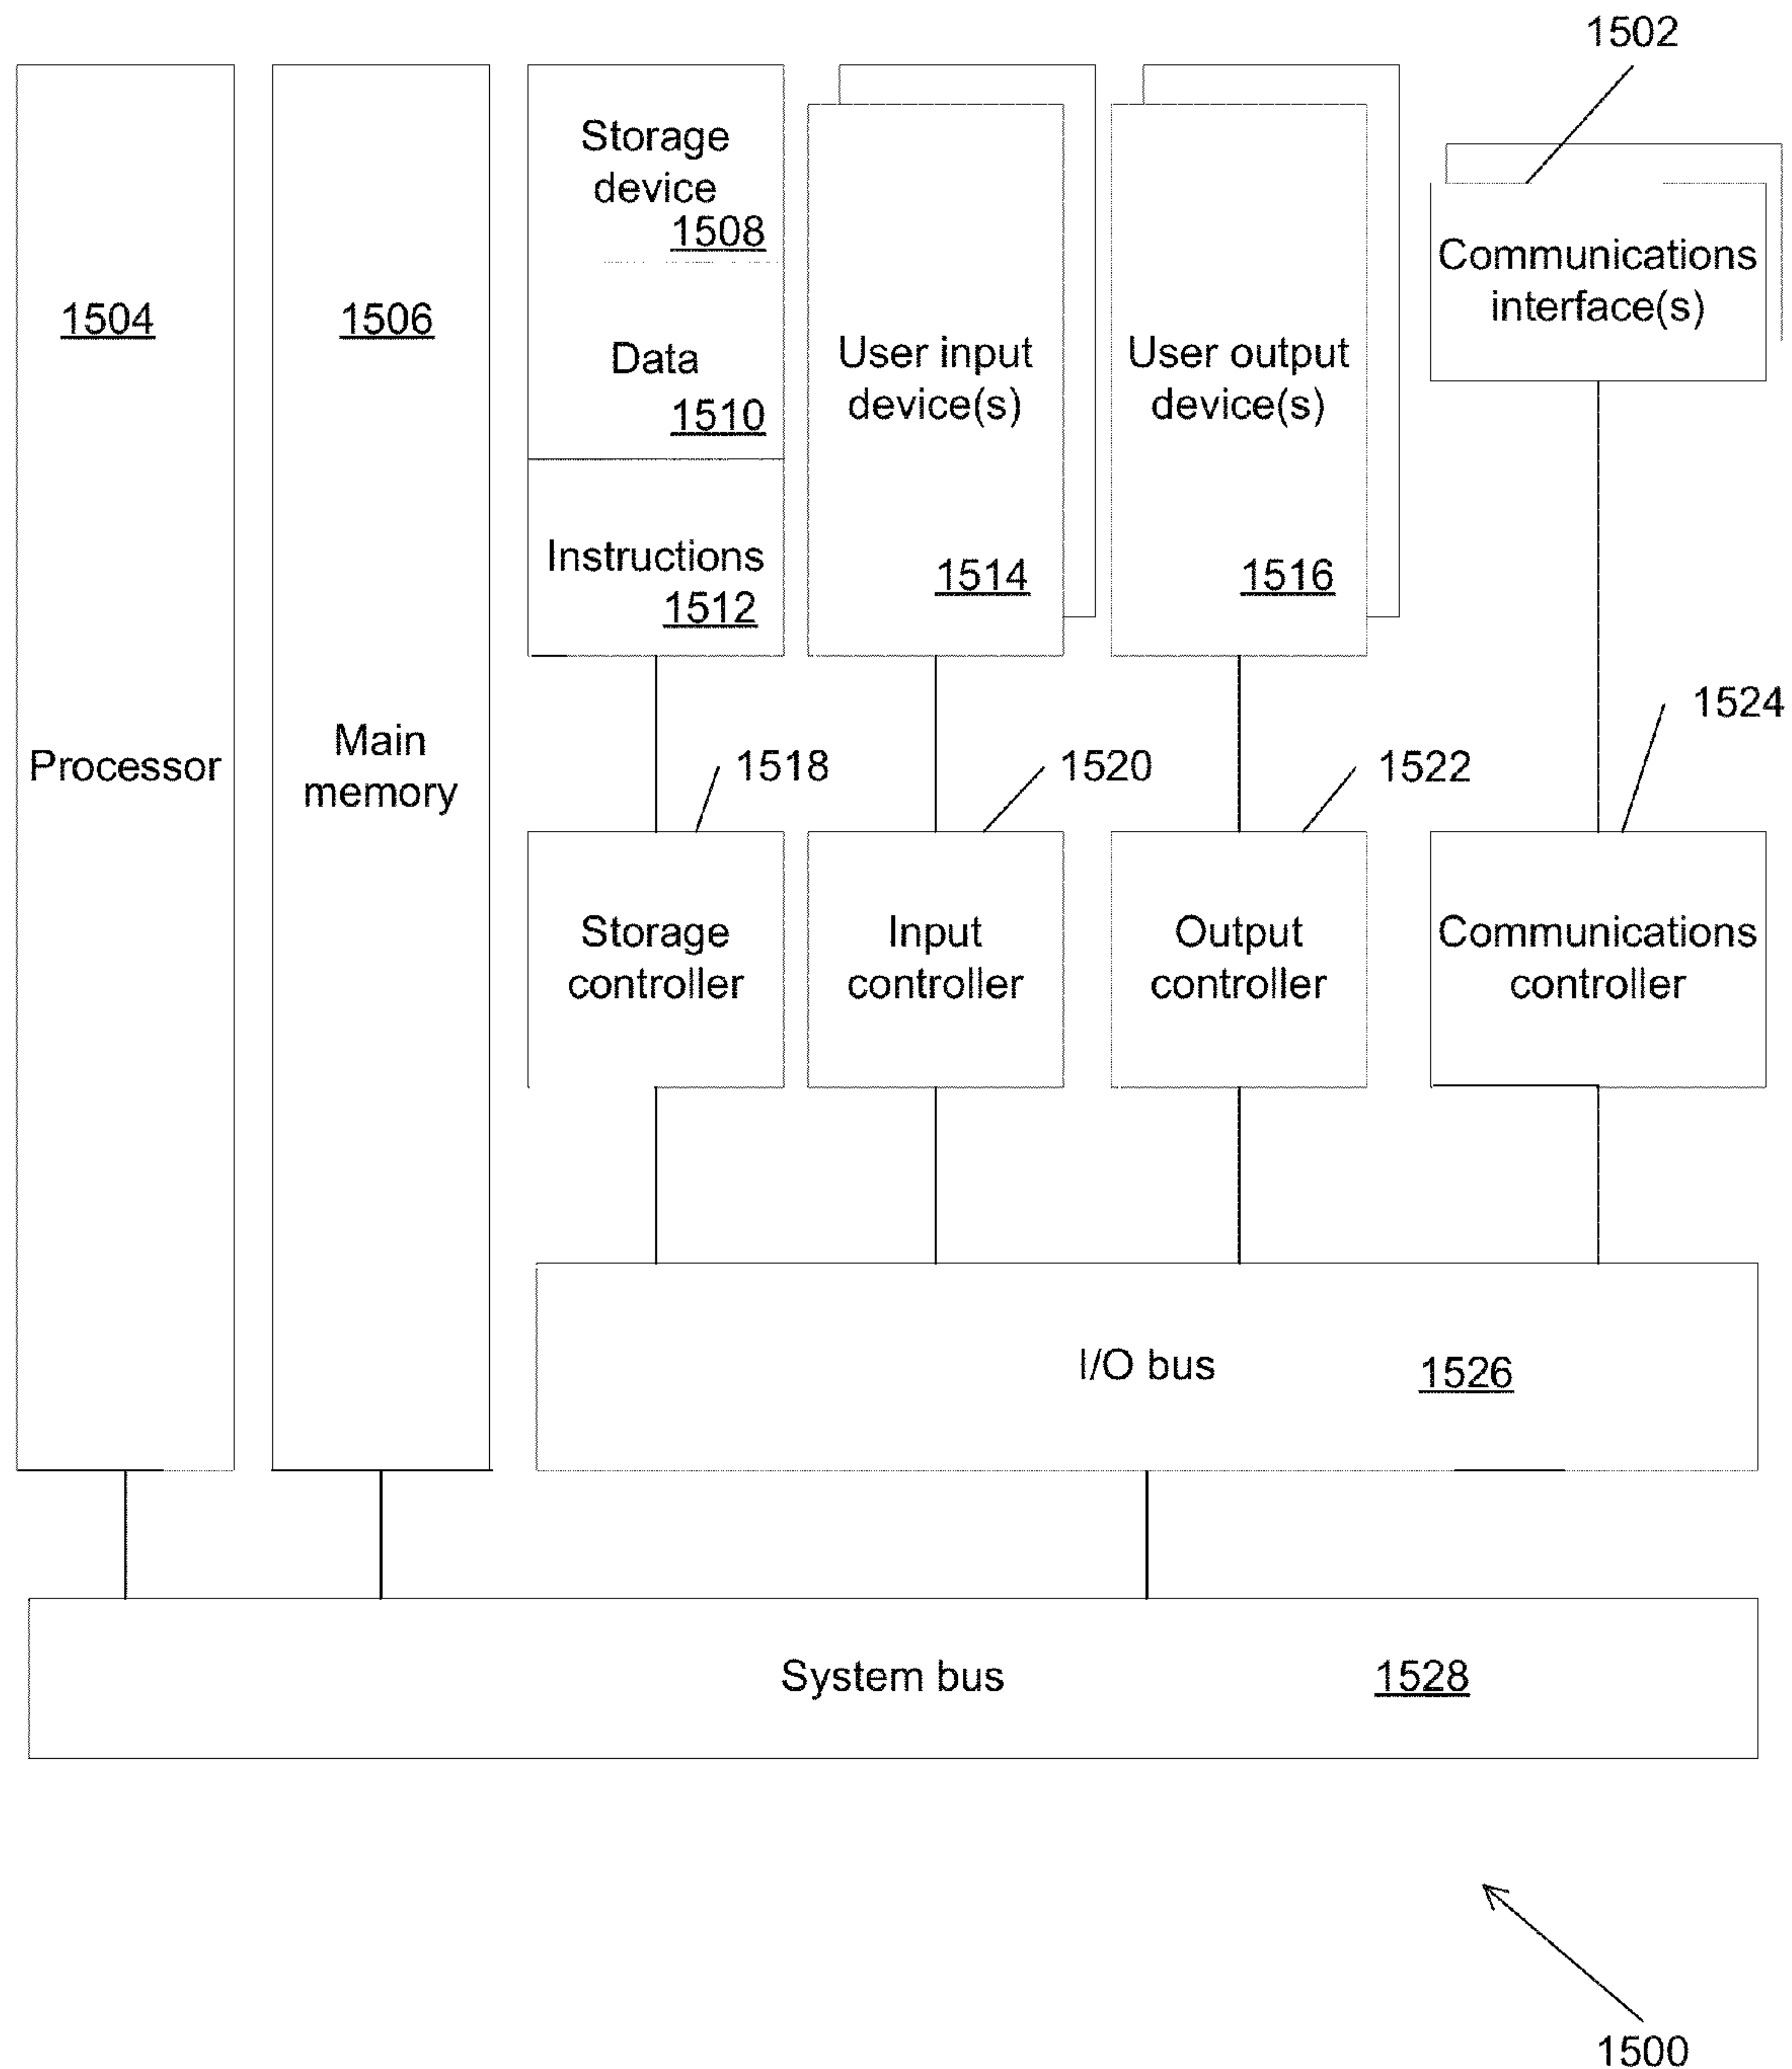 1502
Storage
device
1508
Communications
interface(s)
1504
1506
Data
1510
User input
device(s)
User output
device(s)
Instructions
1512
1514
1516
1524
Processor
Main
memory
1518
1520
1522
Storage
controller
Input
controller
Output
controller
Communications
controller
I/O bus
1526
System bus
1528
1500